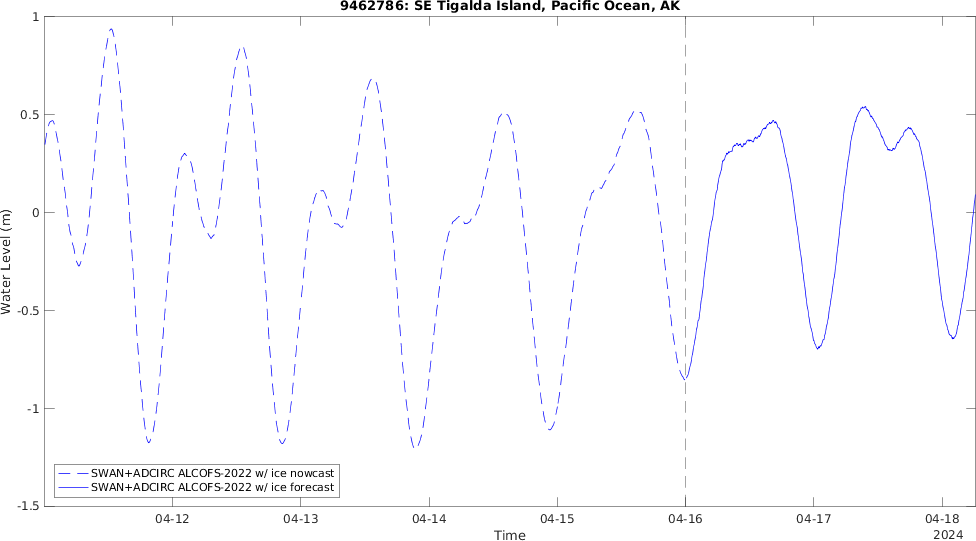 9462786: SE Tigalda Island, Pacific Ocean, AK
1
0.5
0
-0.5
-1
-1.5
Water Level (m)
SWAN+ADCIRC ALCOFS-2022 w/ ice nowcast
SWAN+ADCIRC ALCOFS-2022 w/ ice forecast
04-12 04-13 04-14 04-15 04-16 04-17 04-18
Time
2024